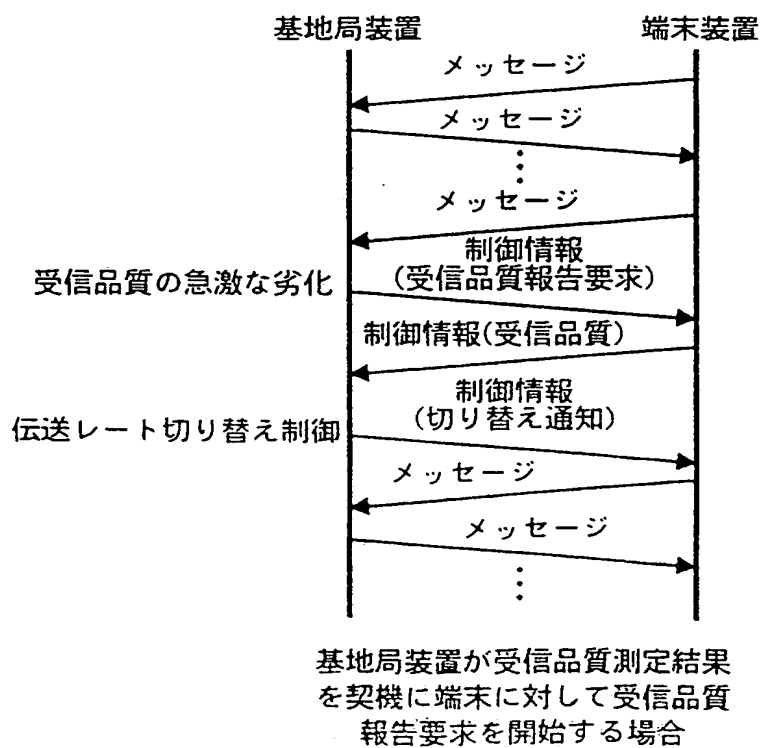 基地局装置
端末装置
メッセージ
メッセージ
メッセージ
制御情報
(受信品質報告要求)
受信品質の急激な劣化
制御情報(受信品質)
制御情報
(切り替え通知)
伝送レート切り替え制御
メッセージ
メッセージ
基地局装置が受信品質測定結果
を契機に端末に対して受信品質
報告要求を開始する場合